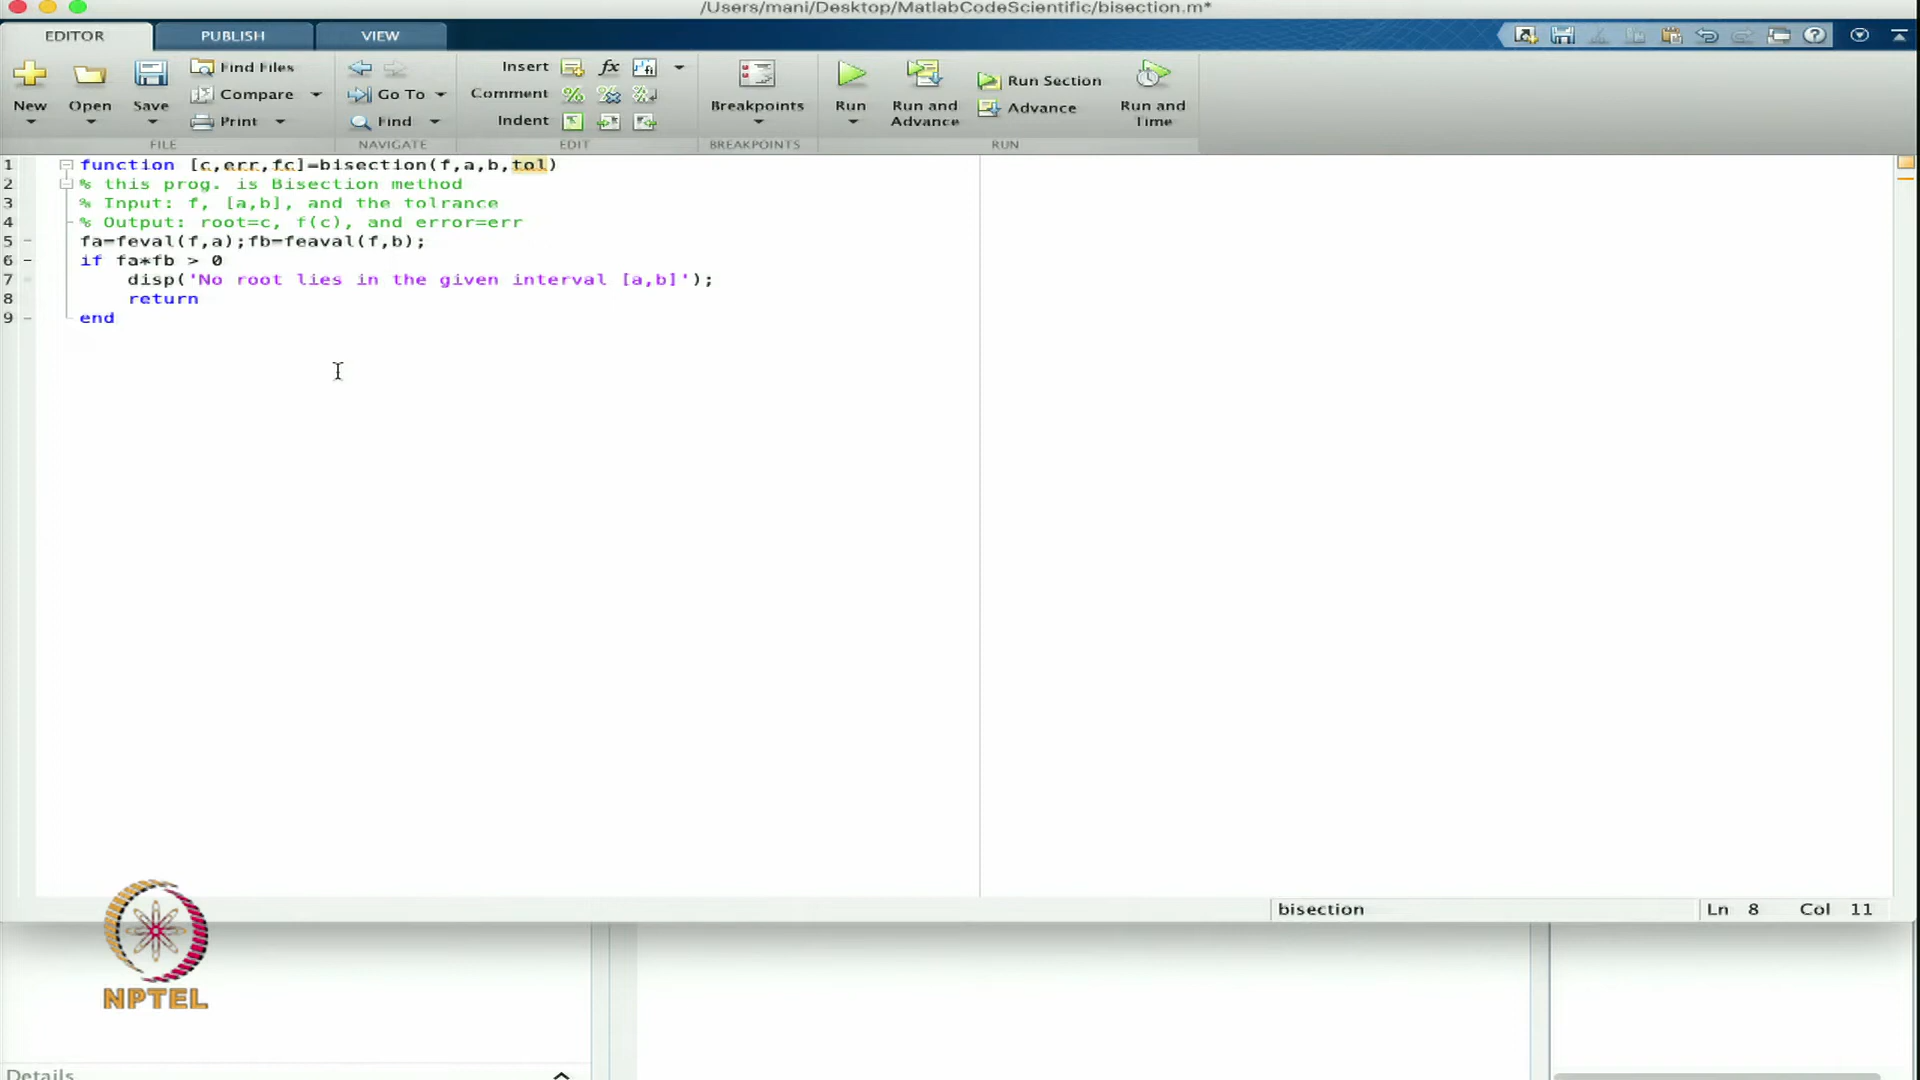 /Users/mani/Desktop/MatlabCodeScientific/bisection.m*
EDITOR PUBLISH VIEW
New Open Save Find Files Compare Print
FILE
Go To Find
NAVIGATE
Insert fx
Comment
Indent
EDIT
Breakpoints
BREAKPOINTS
Run Run and Advance Run Section Advance Run and Time
RUN
1 function [c,err,fc]=bisection(f,a,b,tol)
2 % this prog. is Bisection method
3 % Input: f, [a,b], and the tolrance
4 % Output: root=c, f(c), and error=err
5 - fa=feval(f,a);fb=feaval(f,b);
6 - if fa*fb > 0
7 disp('No root lies in the given interval [a,b]');
8 return
9 - end
bisection Ln 8 Col 11
NPTEL
Details